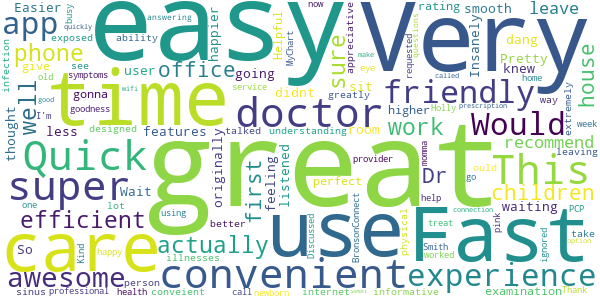 easy
Very
great
time
use
Fast
care
convenient
super
doctor
friendly
Quick
This
Would
experience
awesome
efficient
actually
app
phone
office
sure
work
first
Well
house
children
recommend
leave
Dr
Easier
give
user
going
see
exposed
busy
answering
ability
happier
Helpful
MyChart
now
appreciative
rating
smooth
Insanely
dang
Pretty
knew
quickly
infection
old
symptoms
gonna
goodness
thought
I'm
designed
less
features
didnt
greatly
sit
eye
make
requested
questions
called
higher
Holly
way
home
extremely
good
wifi
service
talked
understanding
room
prescription
week
leaving
Wait
lot
one
originally
feeling
listened
perfect
provider
waiting
go
momma
help
PCP
take
So
happy
Kind
using
person
better
illnesses
Discussed
BronsonConnect
physical
treat
Smith
worked
connection
pink
ignored
option
sinus
professional
health
conveient
call
newborn
internet
informative
examination
Thank